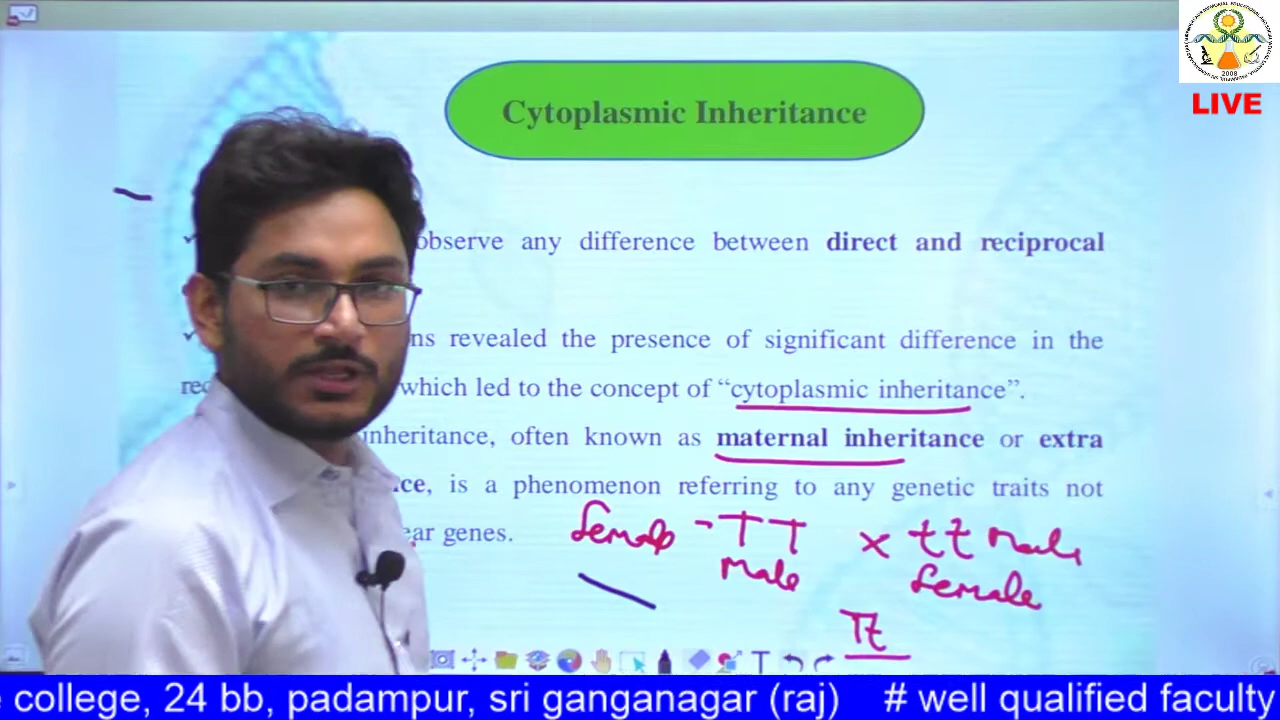 LIVE
Cytoplasmic Inheritance
observe any difference between direct and reciprocal
ns revealed the presence of significant difference in the
rec which led to the concept of “cytoplasmic inheritance”.
inheritance, often known as maternal inheritance or extra
ce, is a phenomenon referring to any genetic traits not
ear genes.
female - TT × tt male
male female
Tt
college, 24 bb, padampur, sri ganganagar (raj) # well qualified faculty